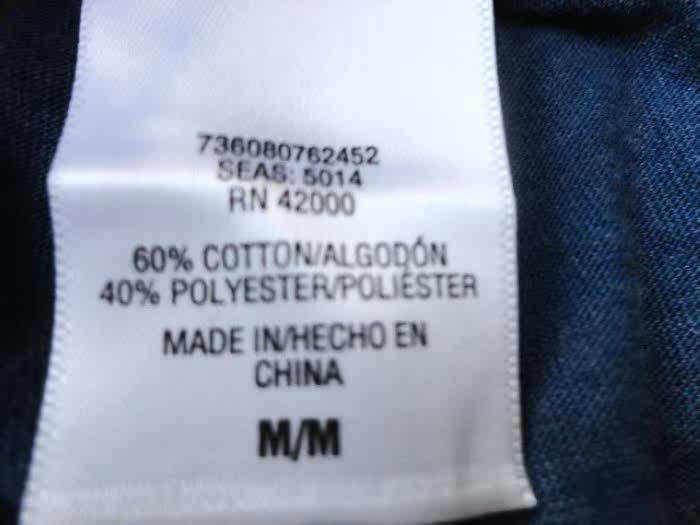 736080762452
SEAS: 5014
RN 42000
60% COTTON/ALGODÓN
40% POLYESTER/POLIÉSTER
MADE IN/HECHO EN
CHINA
M/M